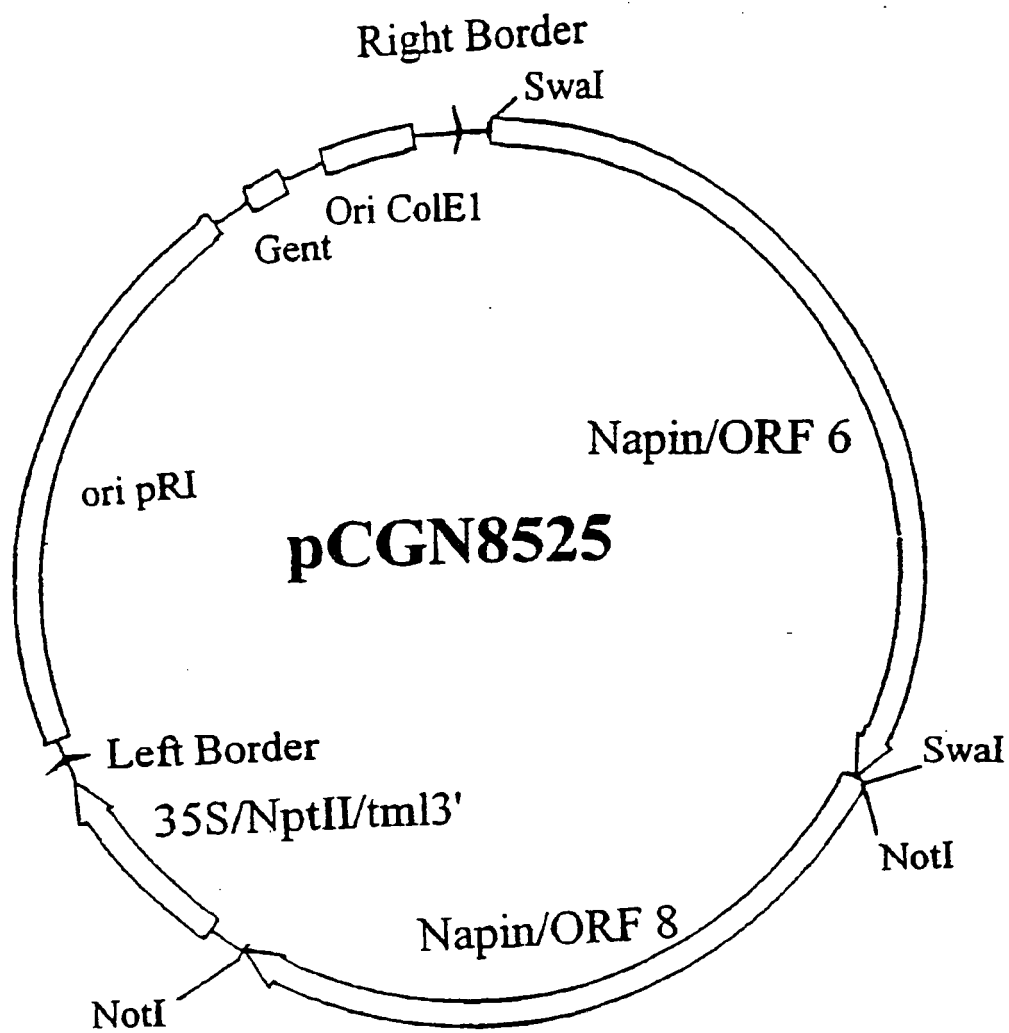 Right Border
SwaI
Ori ColE1
Gent
Napin/ORF 6
ori pRI
pCGN8525
Left Border
SwaI
35S/NptII/tml3'
NotI
Napin/ORF 8
NotI